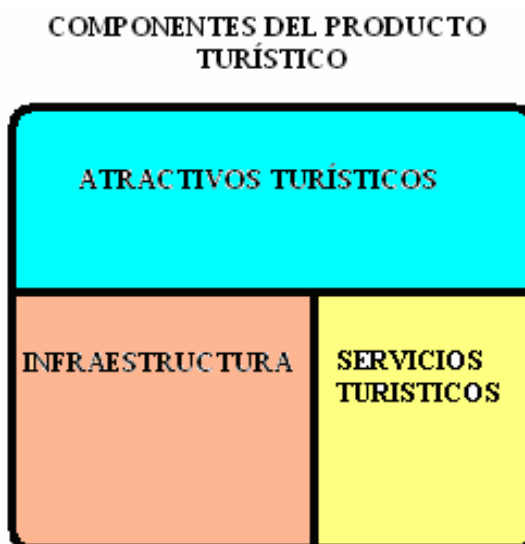 COMPONENTES DEL PRODUCTO
TURÍSTICO
ATRACTIVOS TURÍSTICOS
INFRAESTRUCTURA
SERVICIOS
TURISTICOS